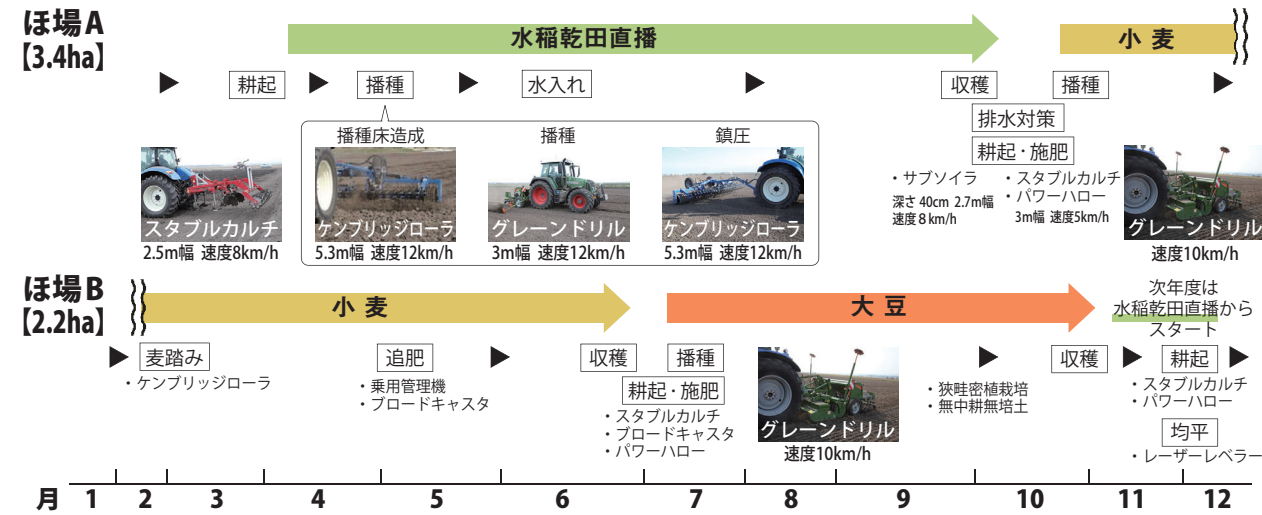 ほ場A
【3.4ha】
水稲乾田直播
小麦
耕起
播種
水入れ
収穫
播種
排水対策
耕起・施肥
播種床造成
播種
鎮圧
スタブルカルチ
2.5m幅 速度8km/h
ケンブリッジローラ
5.3m幅 速度12km/h
グレーンドリル
3m幅 速度12km/h
ケンブリッジローラ
5.3m幅 速度12km/h
・サブソイラ
深さ 40cm 2.7m幅
速度8km/h
・スタブルカルチ
・パワーハロー
3m幅 速度5km/h
グレーンドリル
速度10km/h
ほ場B
【2.2ha】
小麦
大豆
次年度は
水稲乾田直播から
スタート
麦踏み
・ケンブリッジローラ
追肥
・乗用管理機
・ブロードキャスタ
収穫
播種
耕起・施肥
・スタブルカルチ
・ブロードキャスタ
・パワーハロー
グレーンドリル
速度10km/h
・狭畦密植栽培
・無中耕無培土
収穫
耕起
・スタブルカルチ
・パワーハロー
均平
・レーザーレベラー
月 1 2 3 4 5 6 7 8 9 10 11 12